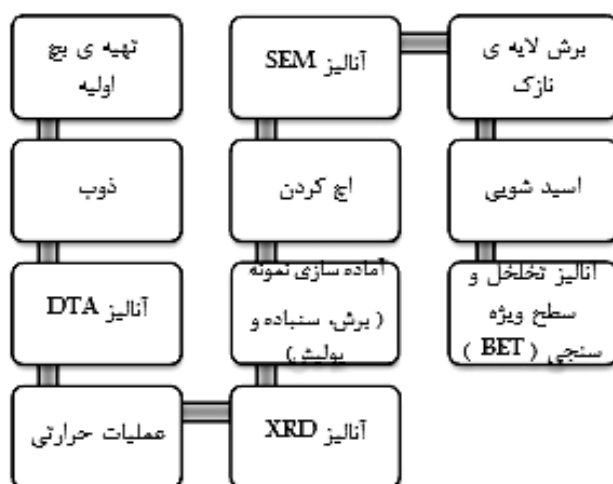 تهیه ی بچ
اولیه
ذوب
آنالیز DTA
عملیات حرارتی
آنالیز XRD
آماده سازی نمونه
( برش، سنباده و
پولیش)
اچ کردن
آنالیز SEM
برش لایه ی
نازک
اسید شویی
آنالیز تخلخل و
سطح ویژه
سنجی ( BET )